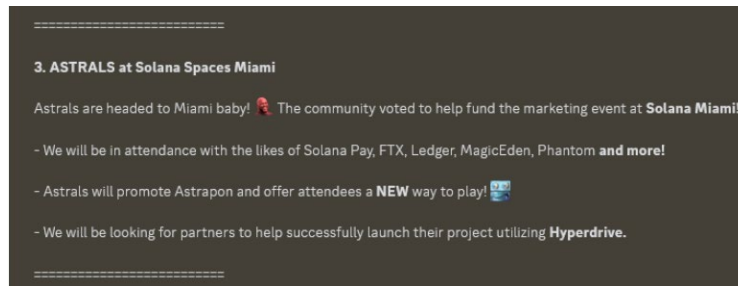 ==========================
3. ASTRALS at Solana Spaces Miami
Astrals are headed to Miami baby! The community voted to help fund the marketing event at Solana Miami!
- We will be in attendance with the likes of Solana Pay, FTX, Ledger, MagicEden, Phantom and more!
- Astrals will promote Astrapon and offer attendees a NEW way to play!
- We will be looking for partners to help successfully launch their project utilizing Hyperdrive.
==========================